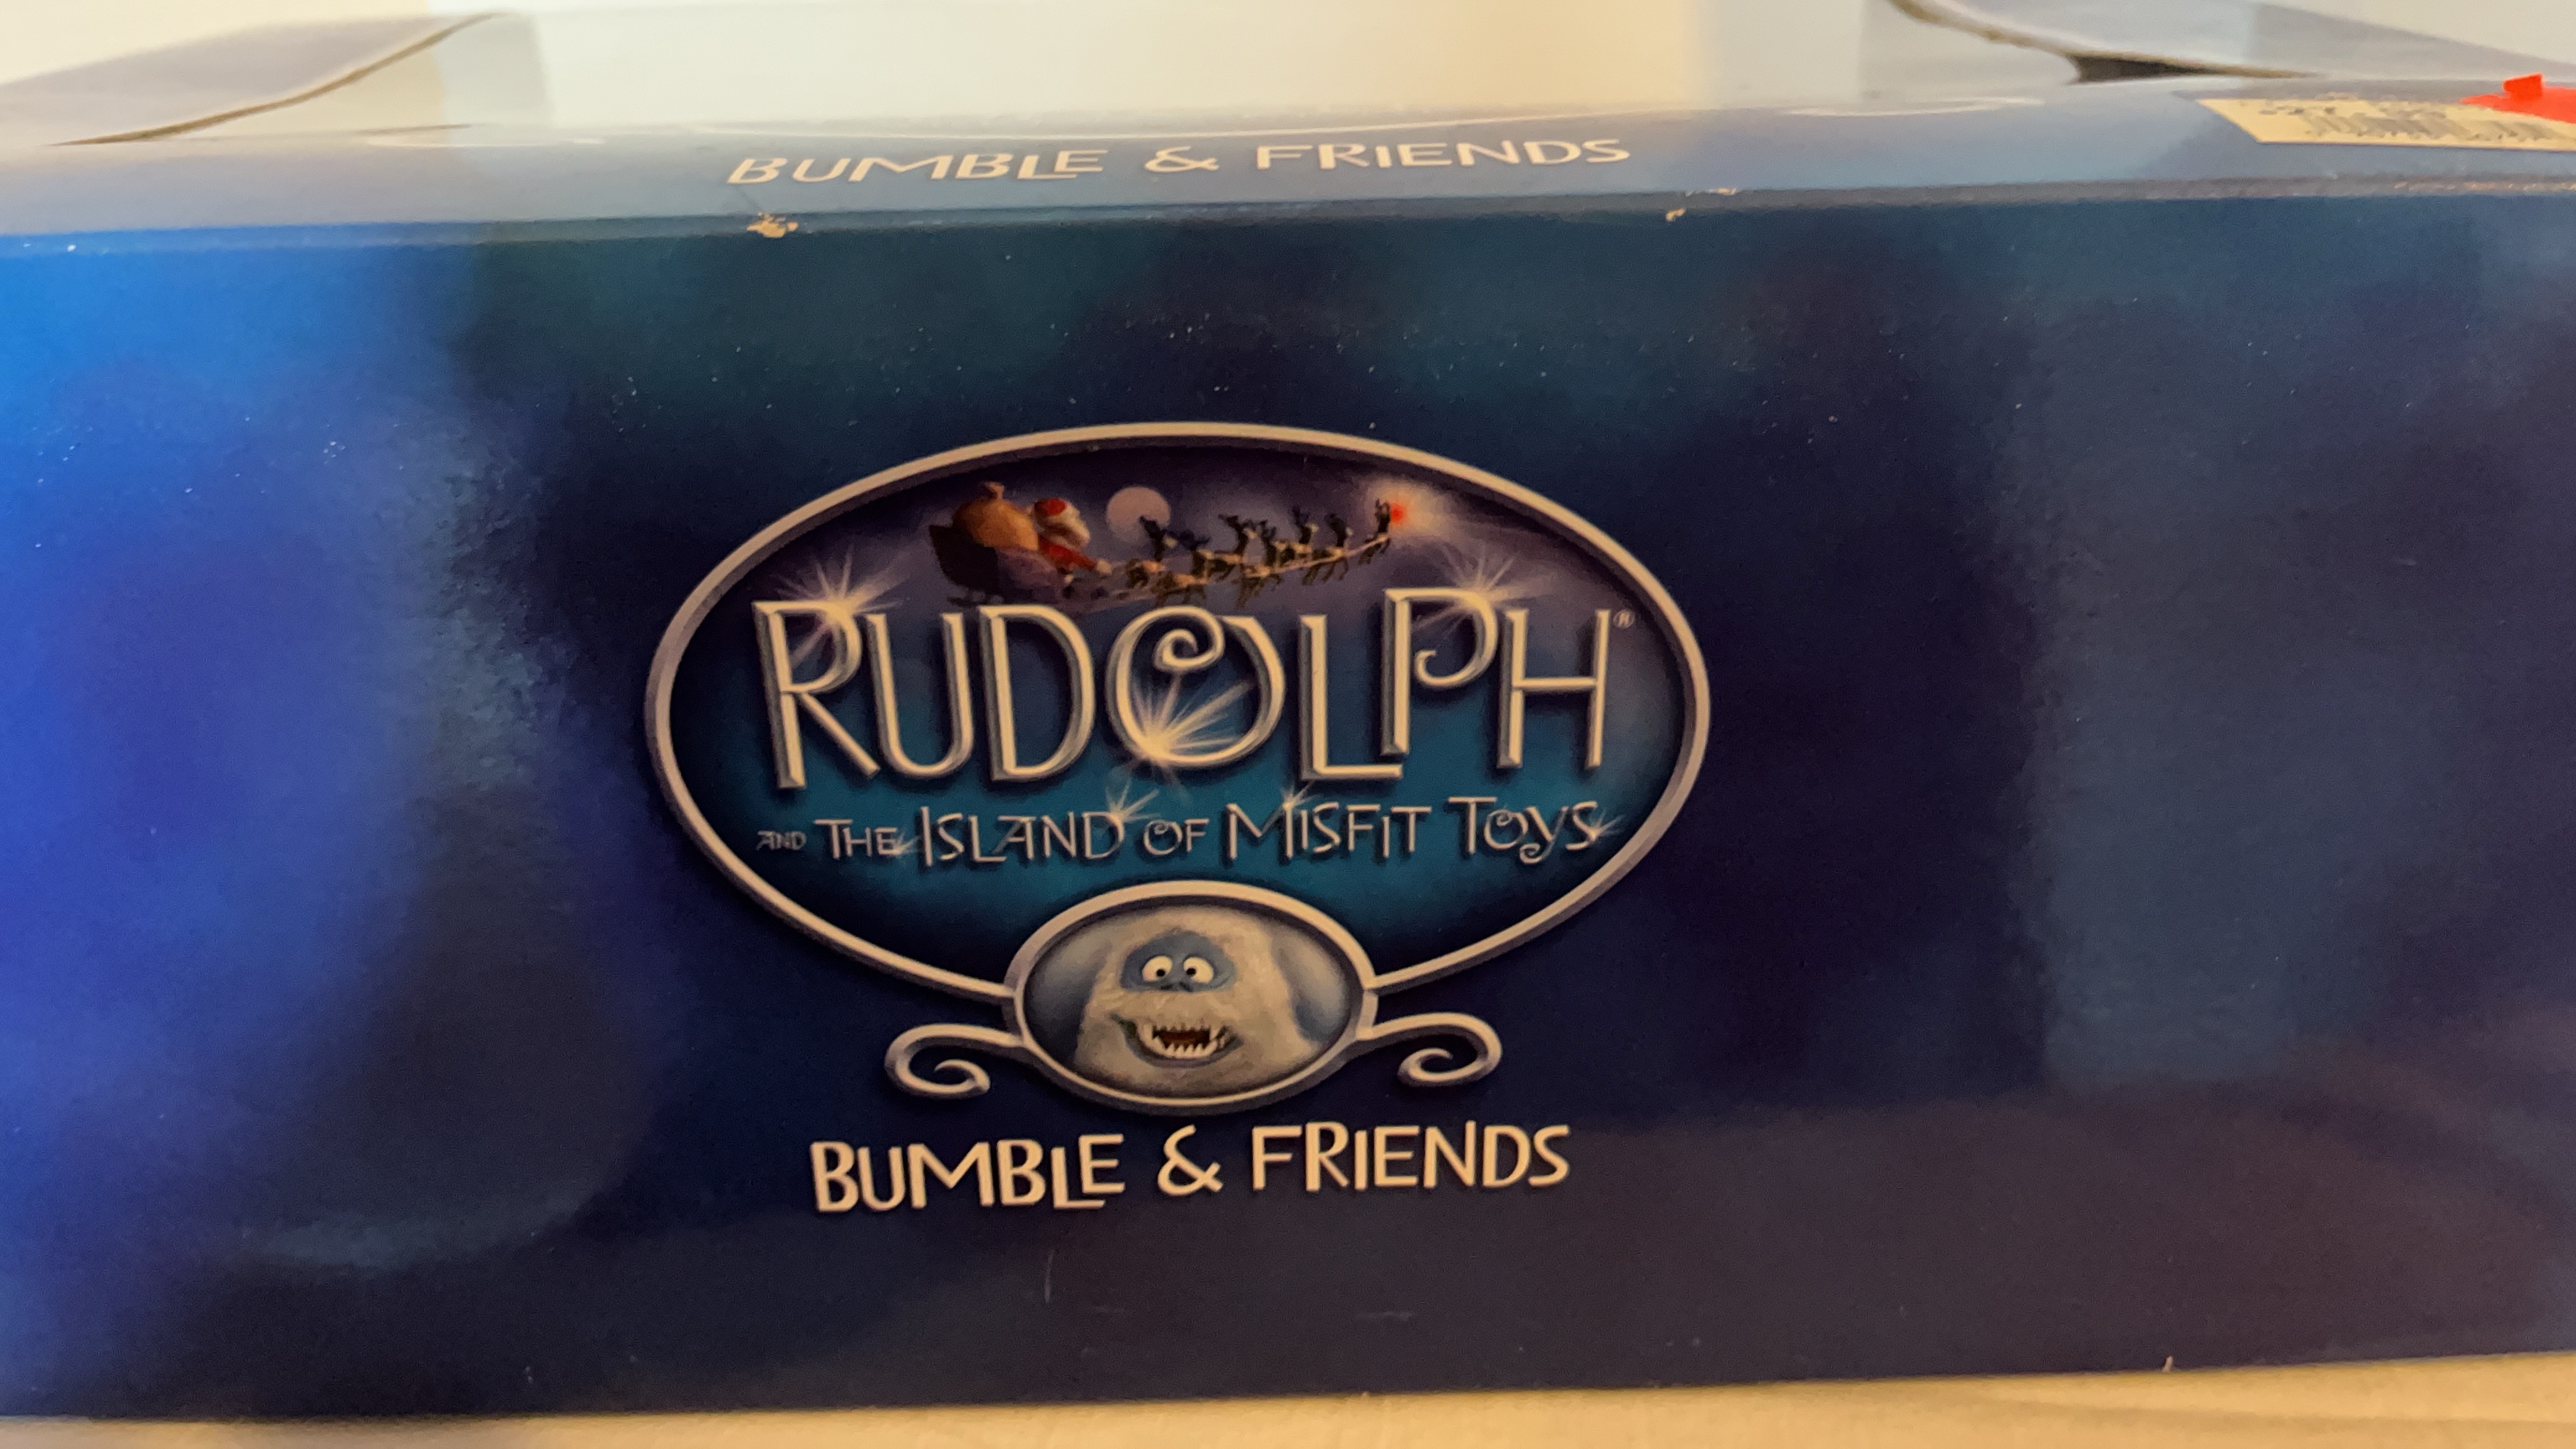 BUMBLE & FRIENDS
RUDOLPH®
AND THE ISLAND OF MISFIT TOYS
BUMBLE & FRIENDS